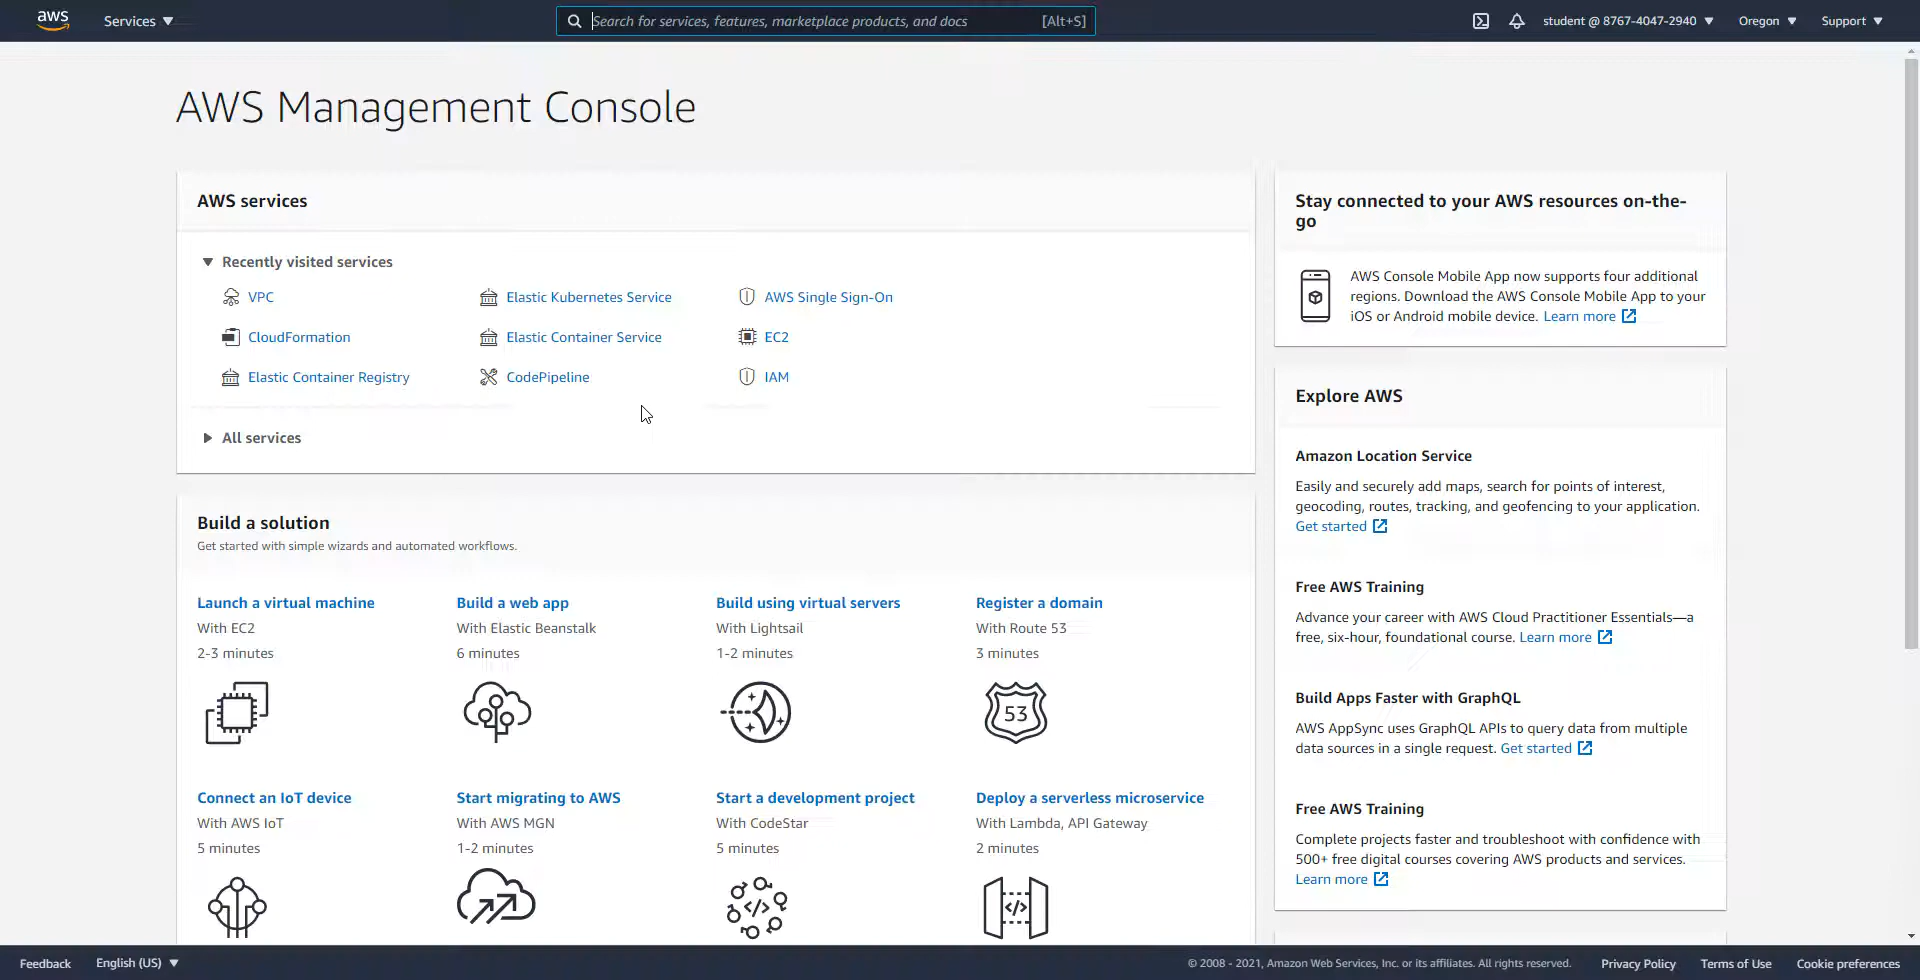 aws
Services
Search for services, features, marketplace products, and docs [Alt+S]
student @ 8767-4047-2940
Oregon
Support
AWS Management Console
AWS services
Recently visited services
VPC
Elastic Kubernetes Service
AWS Single Sign-On
CloudFormation
Elastic Container Service
EC2
Elastic Container Registry
CodePipeline
IAM
All services
Build a solution
Get started with simple wizards and automated workflows.
Launch a virtual machine
With EC2
2-3 minutes
Build a web app
With Elastic Beanstalk
6 minutes
Build using virtual servers
With Lightsail
1-2 minutes
Register a domain
With Route 53
3 minutes
53
Connect an IoT device
With AWS IoT
5 minutes
Start migrating to AWS
With AWS MGN
1-2 minutes
Start a development project
With CodeStar
5 minutes
</>
Deploy a serverless microservice
With Lambda, API Gateway
2 minutes
</>
Stay connected to your AWS resources on-the-
go
AWS Console Mobile App now supports four additional
regions. Download the AWS Console Mobile App to your
iOS or Android mobile device. Learn more
Explore AWS
Amazon Location Service
Easily and securely add maps, search for points of interest,
geocoding, routes, tracking, and geofencing to your application.
Get started
Free AWS Training
Advance your career with AWS Cloud Practitioner Essentials—a
free, six-hour, foundational course. Learn more
Build Apps Faster with GraphQL
AWS AppSync uses GraphQL APIs to query data from multiple
data sources in a single request. Get started
Free AWS Training
Complete projects faster and troubleshoot with confidence with
500+ free digital courses covering AWS products and services.
Learn more
Feedback
English (US)
© 2008 - 2021, Amazon Web Services, Inc. or its affiliates. All rights reserved.
Privacy Policy
Terms of Use
Cookie preferences